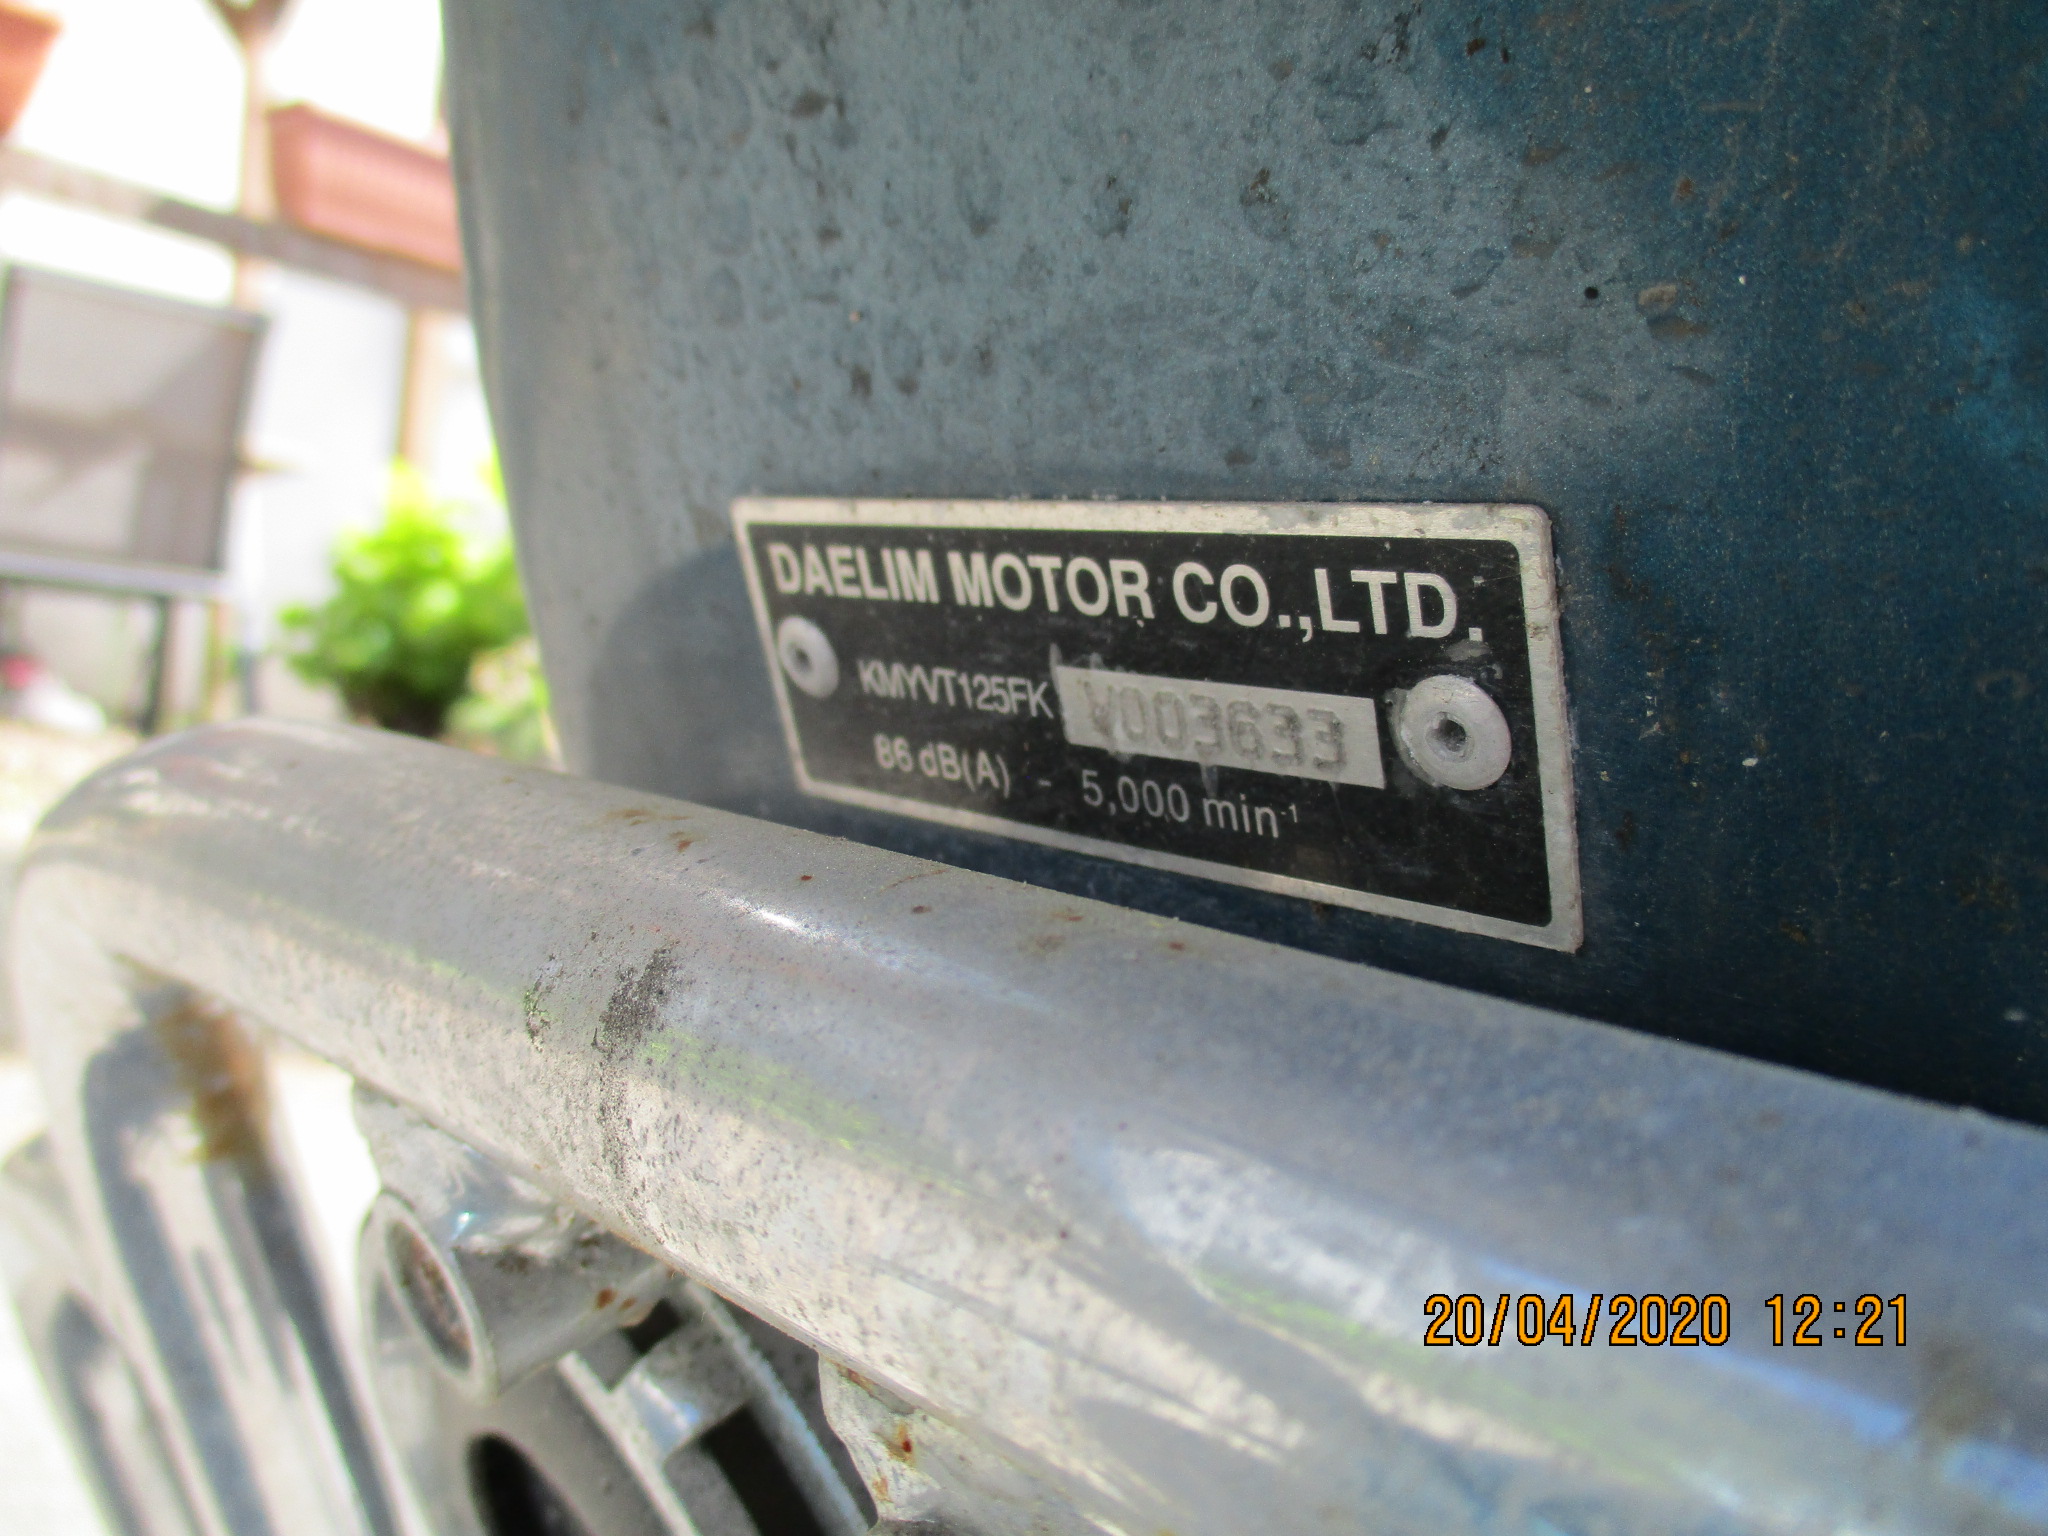 DAELIM MOTOR CO.,LTD.
KMYVT125FK V003633
86 dB(A) - 5,000 min-1
20/04/2020 12:21